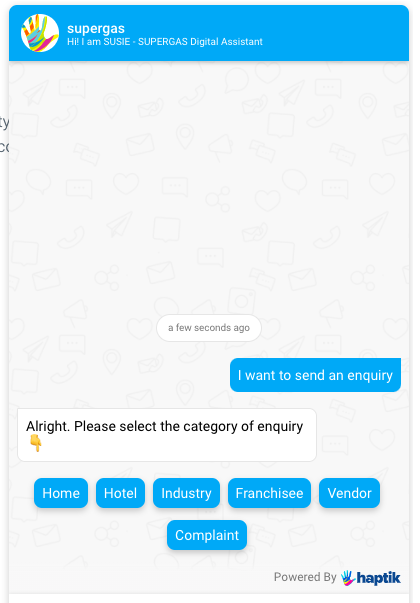 supergas
Hi! I am SUSIE - SUPERGAS Digital Assistant
ty
a few seconds ago
I want to send an enquiry
Alright. Please select the category of enquiry
👇
Home Hotel Industry Franchisee Vendor
Complaint
Powered By haptik